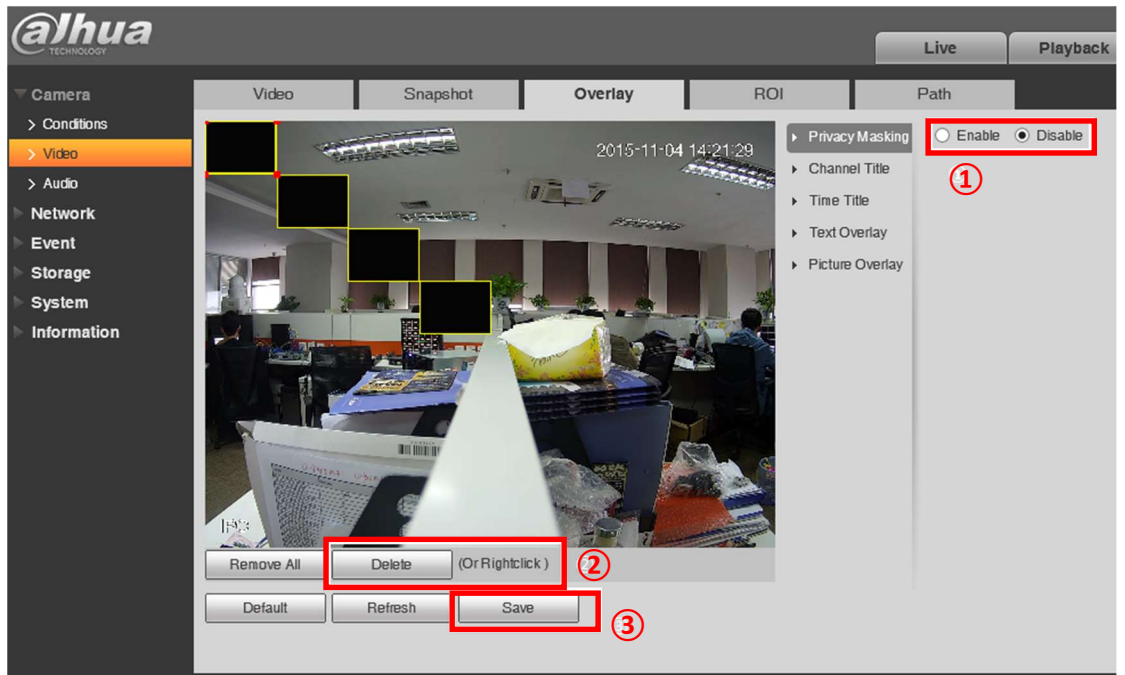 alhua
TECHNOLOGY
Live
Playback
Camera
Conditions
Video
Audio
Network
Event
Storage
System
Information
Video
Snapshot
Overlay
ROI
Path
2015-11-04 14:21:29
Privacy Masking
Channel Title
Time Title
Text Overlay
Picture Overlay
Enable
Disable
①
IPC
Remove All
Delete
(Or Rightclick )
②
Default
Refresh
Save
③